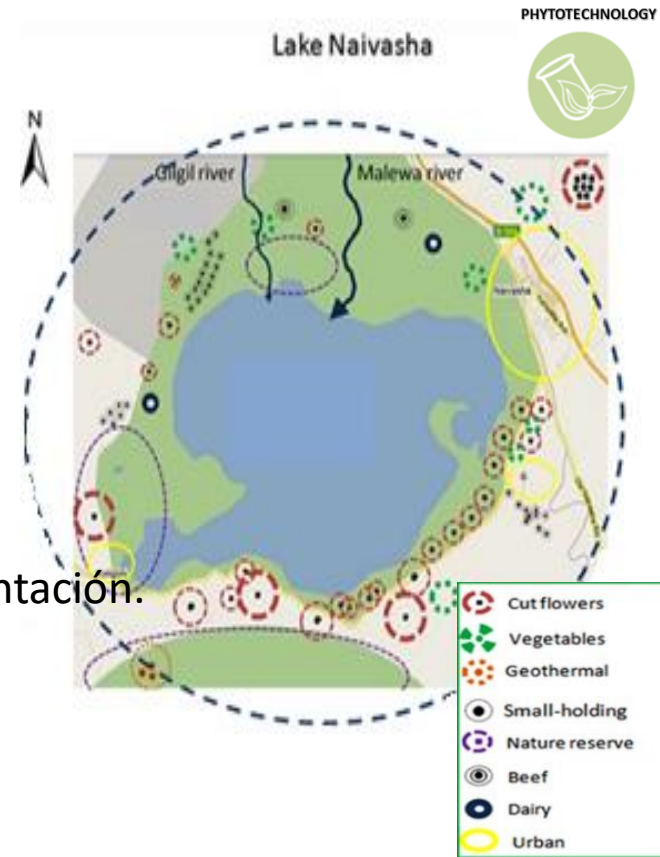 PHYTOTECHNOLOGY
Lake Naivasha
N
Gilgil river
Malewa river
Naivasha
ntación.
Cut flowers
Vegetables
Geothermal
Small-holding
Nature reserve
Beef
Dairy
Urban